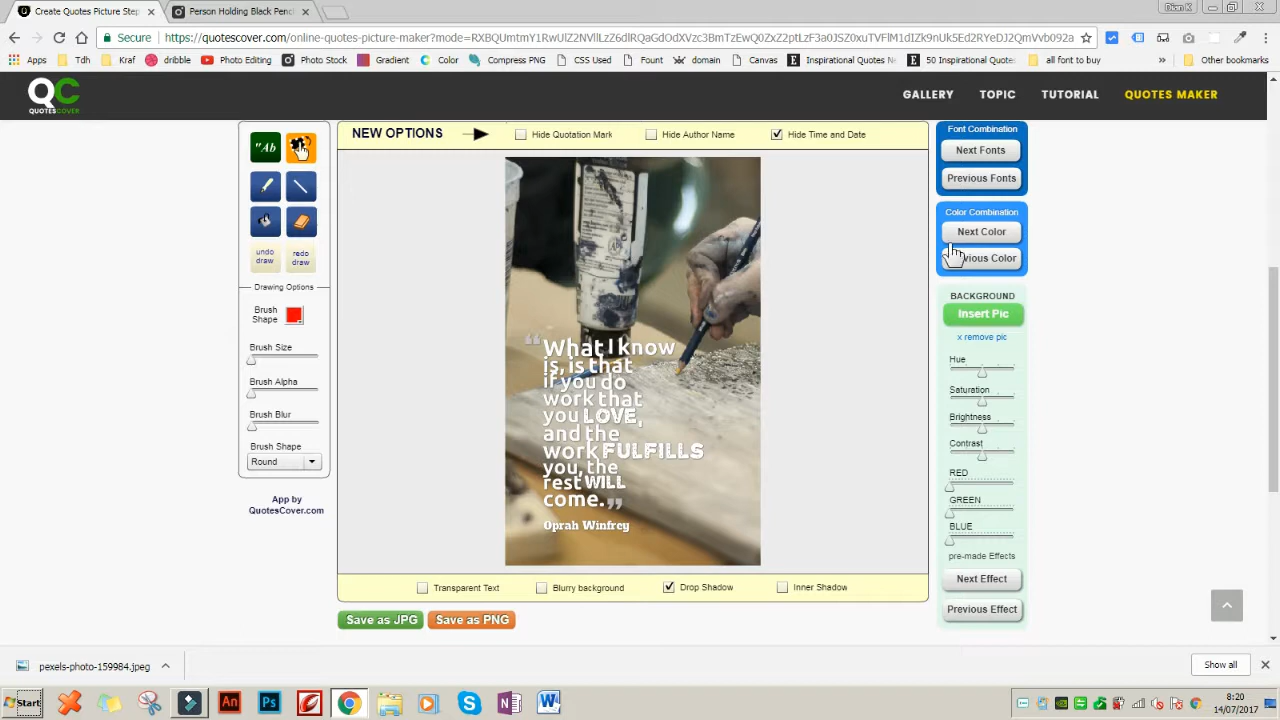 Create Quotes Picture Step
Person Holding Black Penci
Secure
https://quotescover.com/online-quotes-picture-maker?mode=
Apps
Tdh
Kraf
dribble
Photo Editing
Photo Stock
Gradient
Color
Compress PNG
CSS Used
Fount
domain
Canvas
Inspirational Quotes
50 Inspirational Quo
all font to buy
Other bookmarks
QC
QUOTESCOVER
GALLERY
TOPIC
TUTORIAL
QUOTES MAKER
NEW OPTIONS
Hide Quotation Mark
Hide Author Name
Hide Time and Date
"Ab
undo
draw
redo
draw
Drawing Options
Brush
Shape
Brush Size
Brush Alpha
Brush Blur
Brush Shape
Round
App by
QuotesCover.com
“What I know
is, is that
if you do
work that
you LOVE,
and the
work FULFILLS
you, the
rest WILL
come.”
Oprah Winfrey
Transparent Text
Blurry background
Drop Shadow
Inner Shadow
Save as JPG
Save as PNG
Font Combination
Next Fonts
Previous Fonts
Color Combination
Next Color
vious Color
BACKGROUND
Insert Pic
x remove pic
Hue
Saturation
Brightness
Contrast
RED
GREEN
BLUE
pre-made Effects
Next Effect
Previous Effect
pexels-photo-159984.jpeg
Show all
Start
An
Ps
8:20
14/07/2017